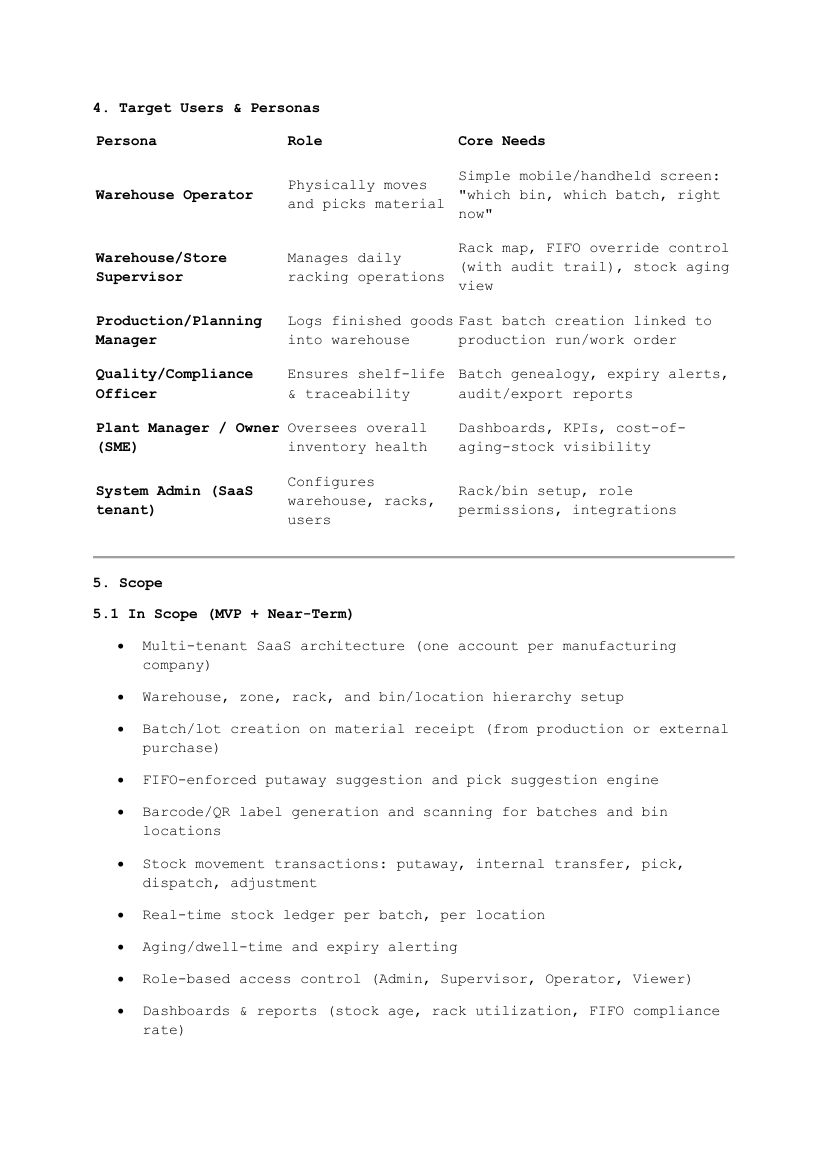 4. Target Users & Personas
Persona Role Core Needs
Warehouse Operator Physically moves and picks material Simple mobile/handheld screen: "which bin, which batch, right now"
Warehouse/Store Supervisor Manages daily racking operations Rack map, FIFO override control (with audit trail), stock aging view
Production/Planning Manager Logs finished goods into warehouse Fast batch creation linked to production run/work order
Quality/Compliance Officer Ensures shelf-life & traceability Batch genealogy, expiry alerts, audit/export reports
Plant Manager / Owner (SME) Oversees overall inventory health Dashboards, KPIs, cost-of-aging-stock visibility
System Admin (SaaS tenant) Configures warehouse, racks, users Rack/bin setup, role permissions, integrations
5. Scope
5.1 In Scope (MVP + Near-Term)
• Multi-tenant SaaS architecture (one account per manufacturing
company)
• Warehouse, zone, rack, and bin/location hierarchy setup
• Batch/lot creation on material receipt (from production or external
purchase)
• FIFO-enforced putaway suggestion and pick suggestion engine
• Barcode/QR label generation and scanning for batches and bin
locations
• Stock movement transactions: putaway, internal transfer, pick,
dispatch, adjustment
• Real-time stock ledger per batch, per location
• Aging/dwell-time and expiry alerting
• Role-based access control (Admin, Supervisor, Operator, Viewer)
• Dashboards & reports (stock age, rack utilization, FIFO compliance
rate)